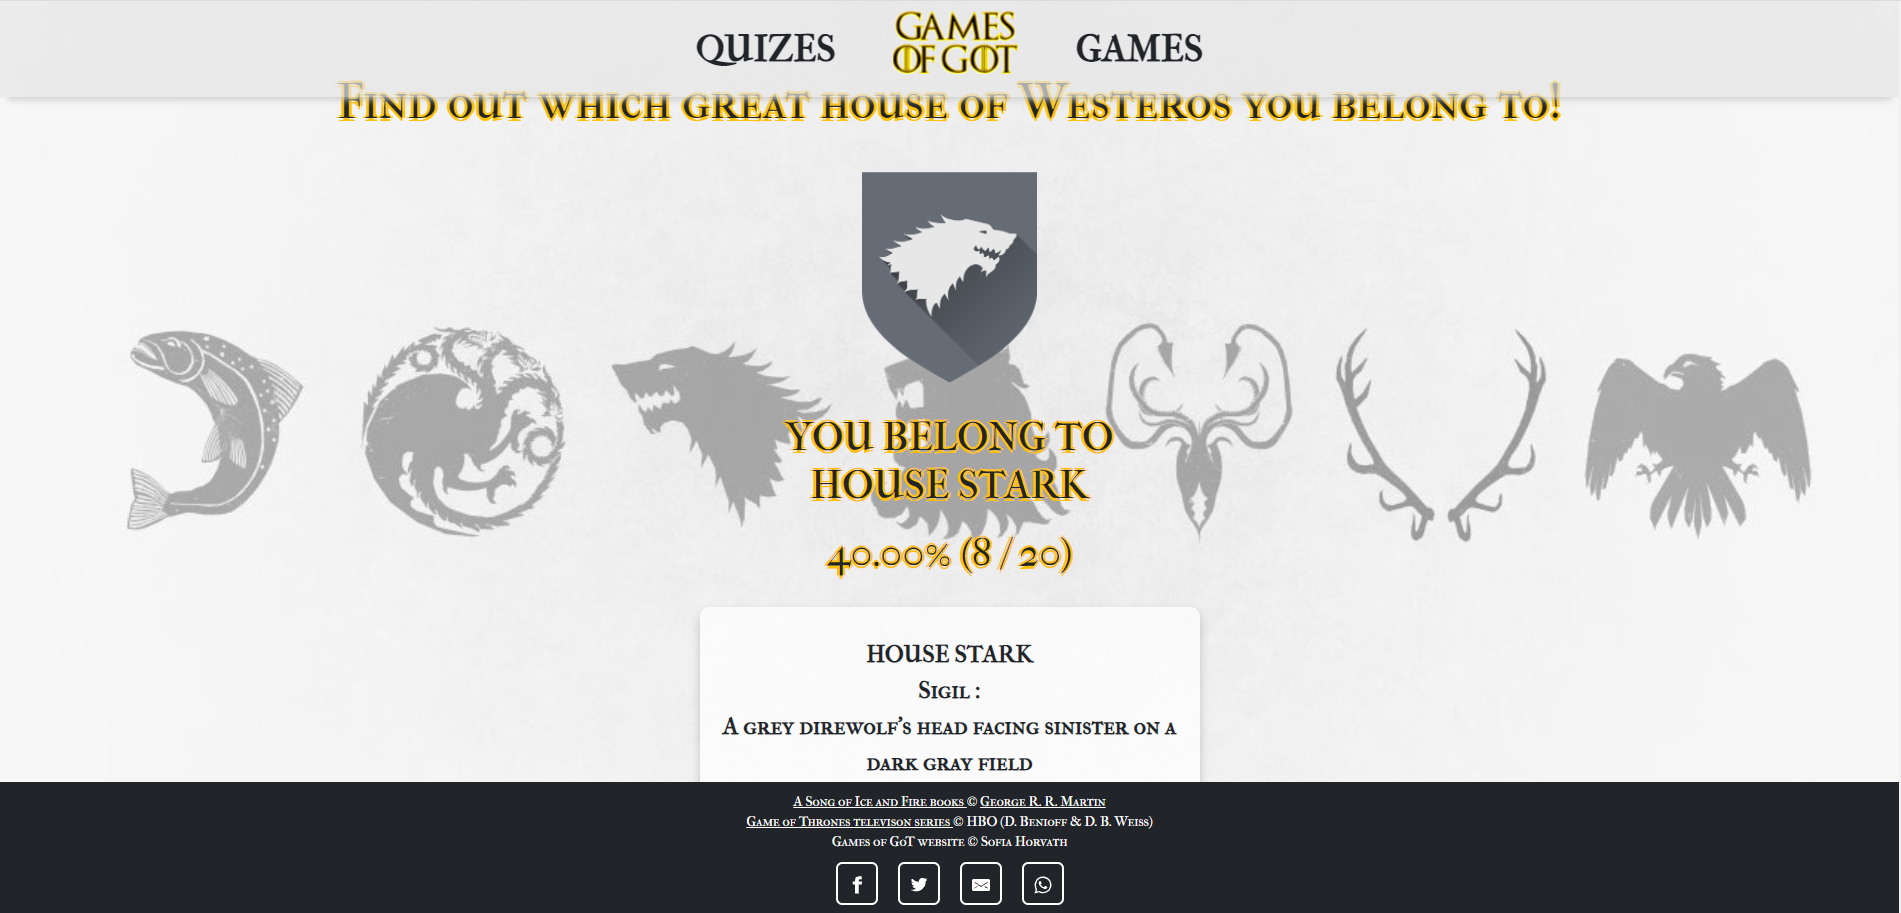 QUIZES
GAMES
OF GOT
GAMES
Find out which great house of Westeros you belong to!
YOU BELONG TO
HOUSE STARK
40.00% (8 / 20)
HOUSE STARK
Sigil :
A grey direwolf's head facing sinister on a
dark gray field
A Song of Ice and Fire books © George R. R. Martin
Game of Thrones televison series © HBO (D. Benioff & D. B. Weiss)
Games of GoT website © Sofia Horvath